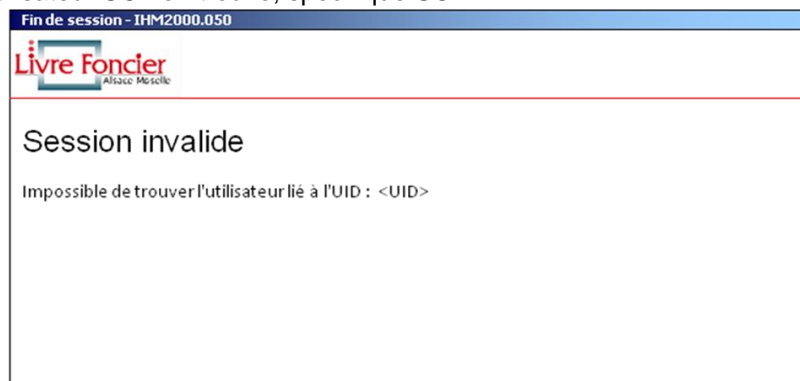 Fin de session - IHM2000.050
Livre Foncier
Alsace Moselle
Session invalide
Impossible de trouver l'utilisateur lié à l'UID : <UID>